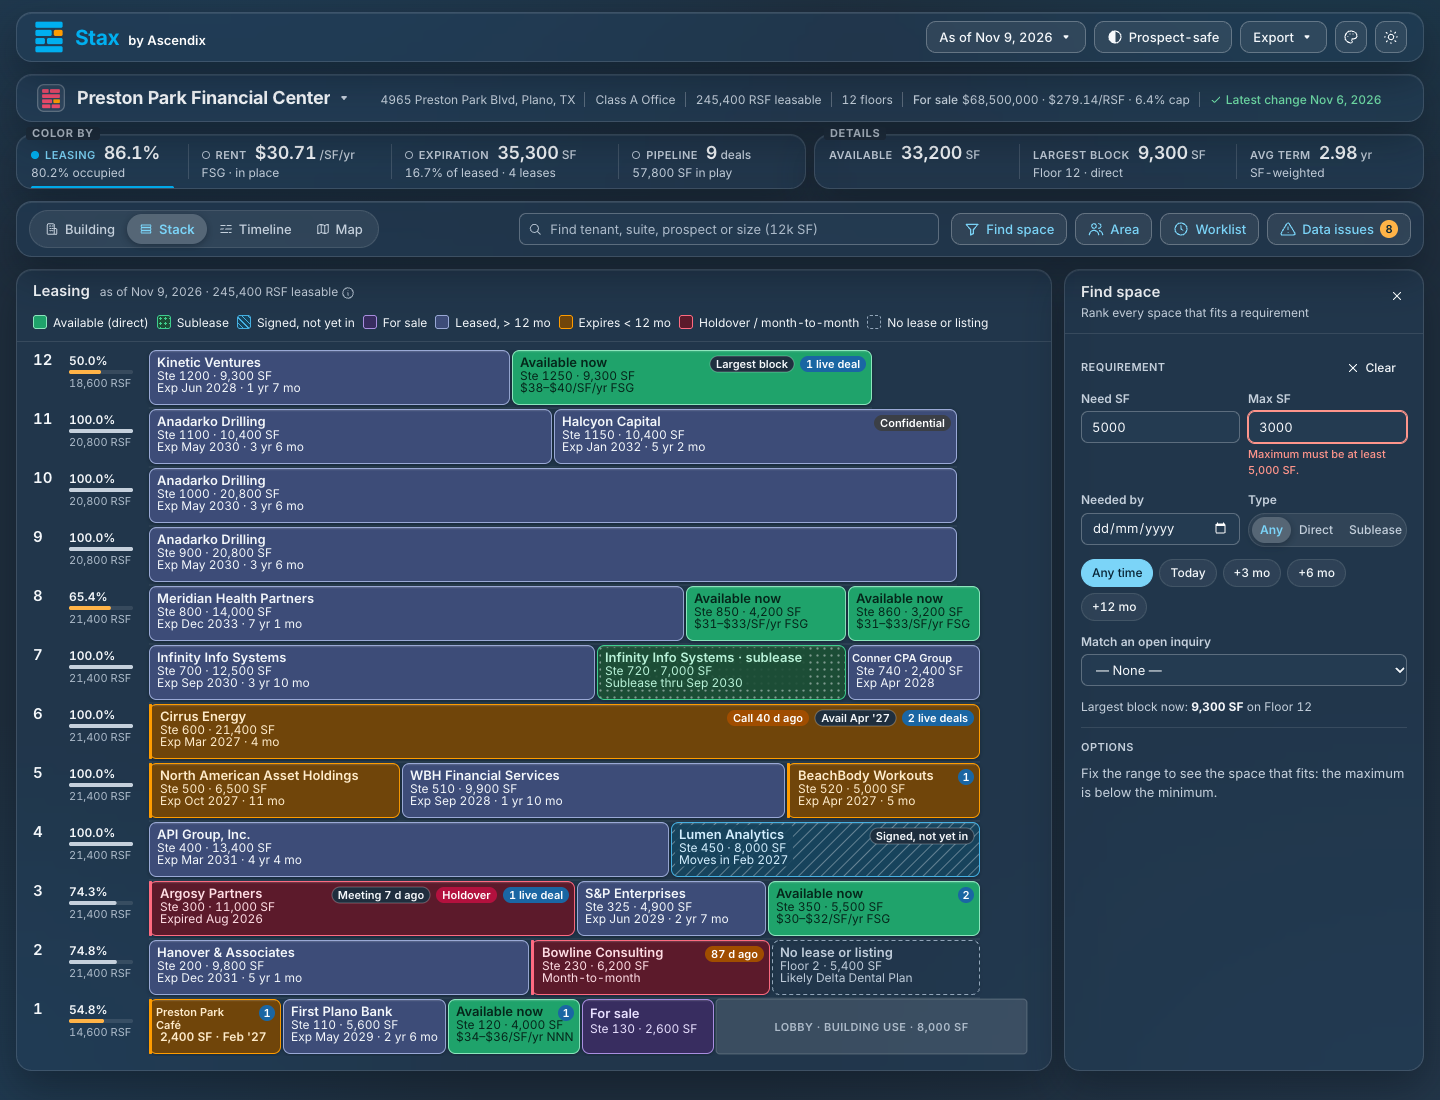 Stax by Ascendix
As of Nov 9, 2026
Prospect-safe
Export
Preston Park Financial Center
4965 Preston Park Blvd, Plano, TX
Class A Office
245,400 RSF leasable
12 floors
For sale $68,500,000 · $279.14/RSF · 6.4% cap
✓ Latest change Nov 6, 2026
COLOR BY
LEASING 86.1%
80.2% occupied
RENT $30.71 /SF/yr
FSG · in place
EXPIRATION 35,300 SF
16.7% of leased · 4 leases
PIPELINE 9 deals
57,800 SF in play
DETAILS
AVAILABLE 33,200 SF
LARGEST BLOCK 9,300 SF
Floor 12 · direct
AVG TERM 2.98 yr
SF-weighted
Building
Stack
Timeline
Map
Find tenant, suite, prospect or size (12k SF)
Find space
Area
Worklist
Data issues 8
Leasing as of Nov 9, 2026 · 245,400 RSF leasable
Available (direct)
Sublease
Signed, not yet in
For sale
Leased, > 12 mo
Expires < 12 mo
Holdover / month-to-month
No lease or listing
12
50.0%
18,600 RSF
Kinetic Ventures
Ste 1200 · 9,300 SF
Exp Jun 2028 · 1 yr 7 mo
Available now
Ste 1250 · 9,300 SF
$38–$40/SF/yr FSG
Largest block
1 live deal
11
100.0%
20,800 RSF
Anadarko Drilling
Ste 1100 · 10,400 SF
Exp May 2030 · 3 yr 6 mo
Halcyon Capital
Ste 1150 · 10,400 SF
Exp Jan 2032 · 5 yr 2 mo
Confidential
10
100.0%
20,800 RSF
Anadarko Drilling
Ste 1000 · 20,800 SF
Exp May 2030 · 3 yr 6 mo
9
100.0%
20,800 RSF
Anadarko Drilling
Ste 900 · 20,800 SF
Exp May 2030 · 3 yr 6 mo
8
65.4%
21,400 RSF
Meridian Health Partners
Ste 800 · 14,000 SF
Exp Dec 2033 · 7 yr 1 mo
Available now
Ste 850 · 4,200 SF
$31–$33/SF/yr FSG
Available now
Ste 860 · 3,200 SF
$31–$33/SF/yr FSG
7
100.0%
21,400 RSF
Infinity Info Systems
Ste 700 · 12,500 SF
Exp Sep 2030 · 3 yr 10 mo
Infinity Info Systems · sublease
Ste 720 · 7,000 SF
Sublease thru Sep 2030
Conner CPA Group
Ste 740 · 2,400 SF
Exp Apr 2028
6
100.0%
21,400 RSF
Cirrus Energy
Ste 600 · 21,400 SF
Exp Mar 2027 · 4 mo
Call 40 d ago
Avail Apr '27
2 live deals
5
100.0%
21,400 RSF
North American Asset Holdings
Ste 500 · 6,500 SF
Exp Oct 2027 · 11 mo
WBH Financial Services
Ste 510 · 9,900 SF
Exp Sep 2028 · 1 yr 10 mo
BeachBody Workouts 1
Ste 520 · 5,000 SF
Exp Apr 2027 · 5 mo
4
100.0%
21,400 RSF
API Group, Inc.
Ste 400 · 13,400 SF
Exp Mar 2031 · 4 yr 4 mo
Lumen Analytics
Ste 450 · 8,000 SF
Moves in Feb 2027
Signed, not yet in
3
74.3%
21,400 RSF
Argosy Partners
Ste 300 · 11,000 SF
Expired Aug 2026
Meeting 7 d ago
Holdover
1 live deal
S&P Enterprises
Ste 325 · 4,900 SF
Exp Jun 2029 · 2 yr 7 mo
Available now 2
Ste 350 · 5,500 SF
$30–$32/SF/yr FSG
2
74.8%
21,400 RSF
Hanover & Associates
Ste 200 · 9,800 SF
Exp Dec 2031 · 5 yr 1 mo
Bowline Consulting
Ste 230 · 6,200 SF
Month-to-month
87 d ago
No lease or listing
Floor 2 · 5,400 SF
Likely Delta Dental Plan
1
54.8%
14,600 RSF
Preston Park
Café
2,400 SF · Feb '27
1
First Plano Bank
Ste 110 · 5,600 SF
Exp May 2029 · 2 yr 6 mo
Available now 1
Ste 120 · 4,000 SF
$34–$36/SF/yr NNN
For sale
Ste 130 · 2,600 SF
LOBBY · BUILDING USE · 8,000 SF
Find space
Rank every space that fits a requirement
REQUIREMENT
Clear
Need SF
5000
Max SF
3000
Maximum must be at least
5,000 SF.
Needed by
dd/mm/yyyy
Type
Any
Direct
Sublease
Any time
Today
+3 mo
+6 mo
+12 mo
Match an open inquiry
— None —
Largest block now: 9,300 SF on Floor 12
OPTIONS
Fix the range to see the space that fits: the maximum
is below the minimum.